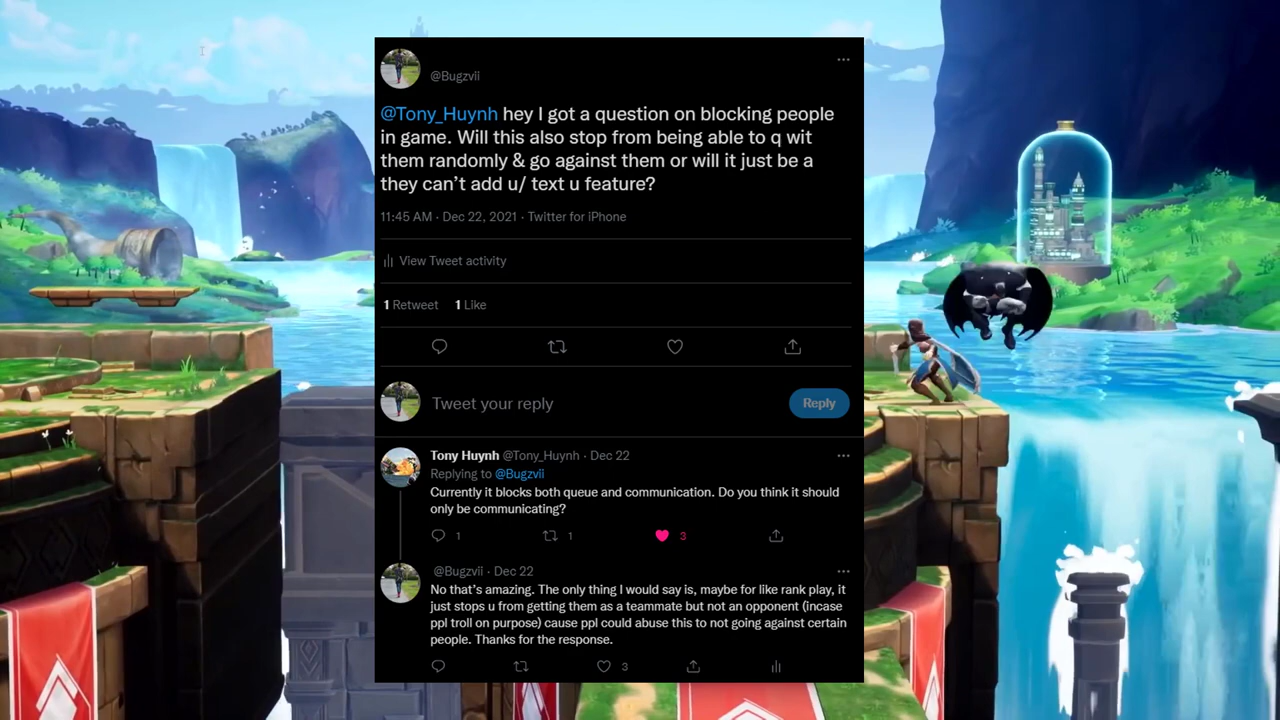 @Bugzvii
@Tony_Huynh hey I got a question on blocking people
in game. Will this also stop from being able to q wit
them randomly & go against them or will it just be a
they can’t add u/ text u feature?
11:45 AM · Dec 22, 2021 · Twitter for iPhone
View Tweet activity
1 Retweet 1 Like
Tweet your reply
Reply
Tony Huynh @Tony_Huynh · Dec 22
Replying to @Bugzvii
Currently it blocks both queue and communication. Do you think it should
only be communicating?
1 1 3
@Bugzvii · Dec 22
No that’s amazing. The only thing I would say is, maybe for like rank play, it
just stops u from getting them as a teammate but not an opponent (incase
ppl troll on purpose) cause ppl could abuse this to not going against certain
people. Thanks for the response.
3